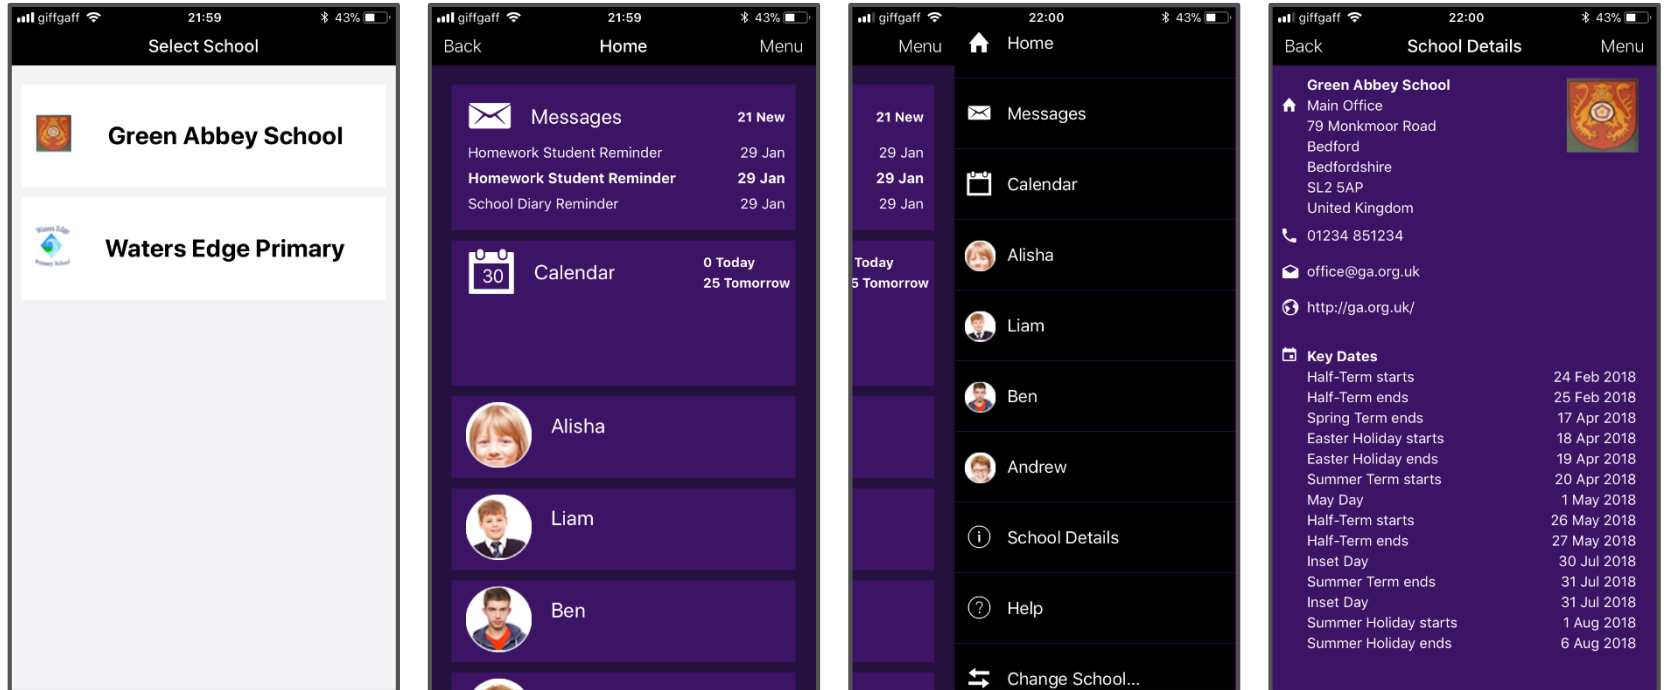 giffgaff 21:59 43%
Select School
Green Abbey School
Waters Edge
Primary School
Waters Edge Primary
giffgaff 21:59 43%
Back Home Menu
Messages 21 New
Homework Student Reminder 29 Jan
Homework Student Reminder 29 Jan
School Diary Reminder 29 Jan
30 Calendar 0 Today
25 Tomorrow
Alisha
Liam
Ben
giffgaff 22:00 43%
Menu
21 New
29 Jan
29 Jan
29 Jan
Today
5 Tomorrow
Home
Messages
Calendar
Alisha
Liam
Ben
Andrew
School Details
Help
Change School...
giffgaff 22:00 43%
Back School Details Menu
Green Abbey School
Main Office
79 Monkmoor Road
Bedford
Bedfordshire
SL2 5AP
United Kingdom
01234 851234
office@ga.org.uk
http://ga.org.uk/
Key Dates
Half-Term starts 24 Feb 2018
Half-Term ends 25 Feb 2018
Spring Term ends 17 Apr 2018
Easter Holiday starts 18 Apr 2018
Easter Holiday ends 19 Apr 2018
Summer Term starts 20 Apr 2018
May Day 1 May 2018
Half-Term starts 26 May 2018
Half-Term ends 27 May 2018
Inset Day 30 Jul 2018
Summer Term ends 31 Jul 2018
Inset Day 31 Jul 2018
Summer Holiday starts 1 Aug 2018
Summer Holiday ends 6 Aug 2018